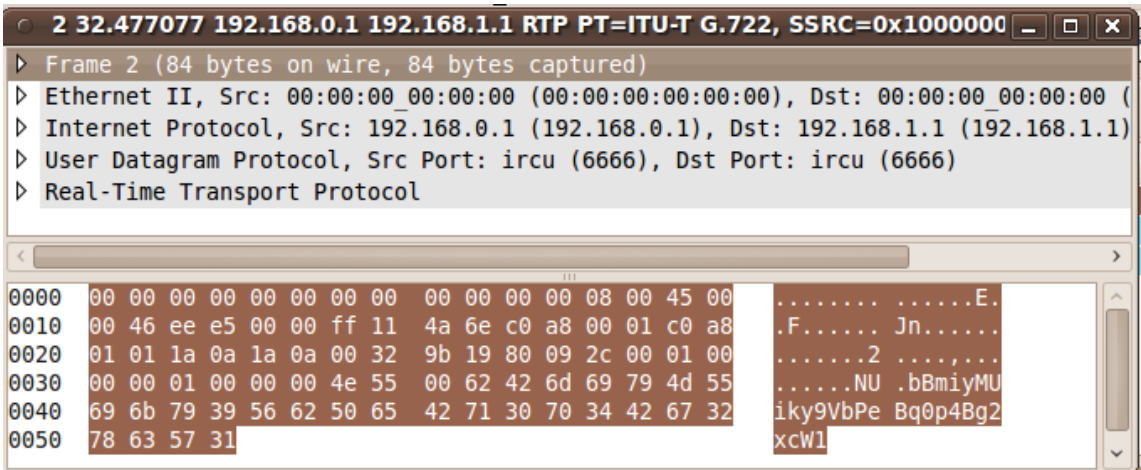 2 32.477077 192.168.0.1 192.168.1.1 RTP PT=ITU-T G.722, SSRC=0x1000000
Frame 2 (84 bytes on wire, 84 bytes captured)
Ethernet II, Src: 00:00:00_00:00:00 (00:00:00:00:00:00), Dst: 00:00:00_00:00:00 (
Internet Protocol, Src: 192.168.0.1 (192.168.0.1), Dst: 192.168.1.1 (192.168.1.1)
User Datagram Protocol, Src Port: ircu (6666), Dst Port: ircu (6666)
Real-Time Transport Protocol
0000 00 00 00 00 00 00 00 00 00 00 00 00 08 00 45 00 ........ ......E.
0010 00 46 ee e5 00 00 ff 11 4a 6e c0 a8 00 01 c0 a8 .F...... Jn......
0020 01 01 1a 0a 1a 0a 00 32 9b 19 80 09 2c 00 01 00 .......2 ....,...
0030 00 00 01 00 00 00 4e 55 00 62 42 6d 69 79 4d 55 ......NU .bBmiyMU
0040 69 6b 79 39 56 62 50 65 42 71 30 70 34 42 67 32 iky9VbPe Bq0p4Bg2
0050 78 63 57 31 xcW1